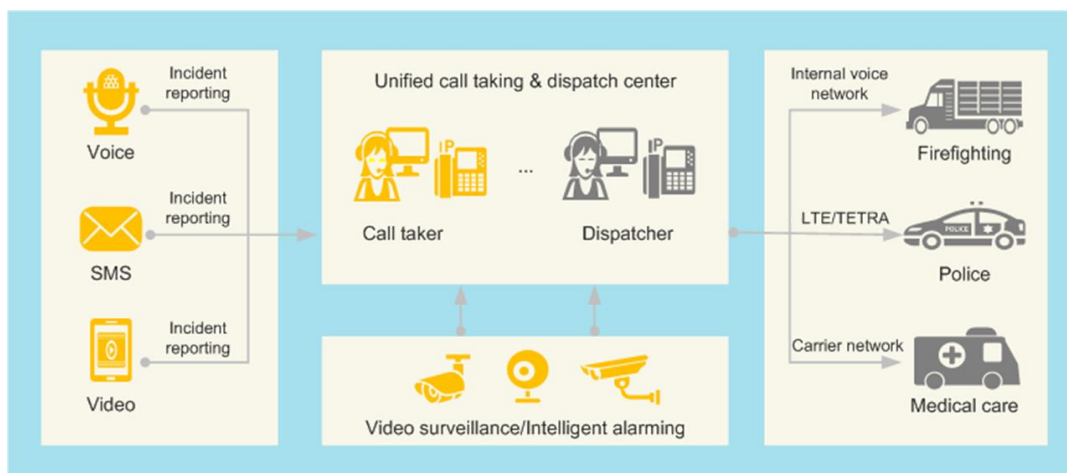 Incident
reporting
Voice
Incident
reporting
SMS
Incident
reporting
Video
Unified call taking & dispatch center
IP
...
IP
Call taker
Dispatcher
Video surveillance/Intelligent alarming
Internal voice
network
Firefighting
LTE/TETRA
POLICE
Police
Carrier network
Medical care